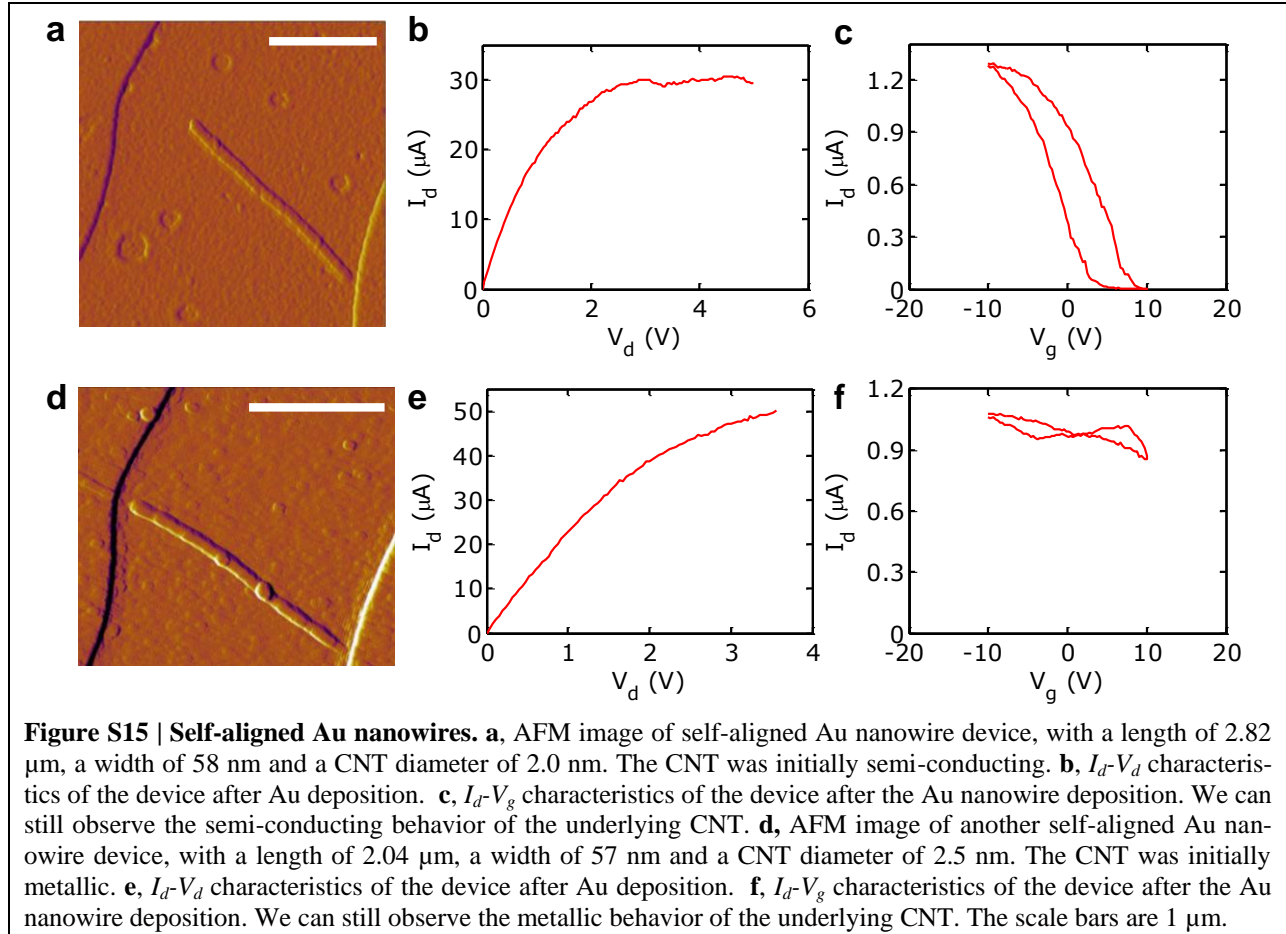 a
b
40
30
20
10
0
I_d (µA)
0 2 4 6
V_d (V)
c
1.2
0.9
0.6
0.3
0
I_d (µA)
-20 -10 0 10 20
V_g (V)
d
e
50
40
30
20
10
0
I_d (µA)
0 1 2 3 4
V_d (V)
f
1.2
0.9
0.6
0.3
0
I_d (µA)
-20 -10 0 10 20
V_g (V)
Figure S15 | Self-aligned Au nanowires. a, AFM image of self-aligned Au nanowire device, with a length of 2.82
µm, a width of 58 nm and a CNT diameter of 2.0 nm. The CNT was initially semi-conducting. b, I_d-V_d characteris-
tics of the device after Au deposition. c, I_d-V_g characteristics of the device after the Au nanowire deposition. We can
still observe the semi-conducting behavior of the underlying CNT. d, AFM image of another self-aligned Au nan-
owire device, with a length of 2.04 µm, a width of 57 nm and a CNT diameter of 2.5 nm. The CNT was initially
metallic. e, I_d-V_d characteristics of the device after Au deposition. f, I_d-V_g characteristics of the device after the Au
nanowire deposition. We can still observe the metallic behavior of the underlying CNT. The scale bars are 1 µm.